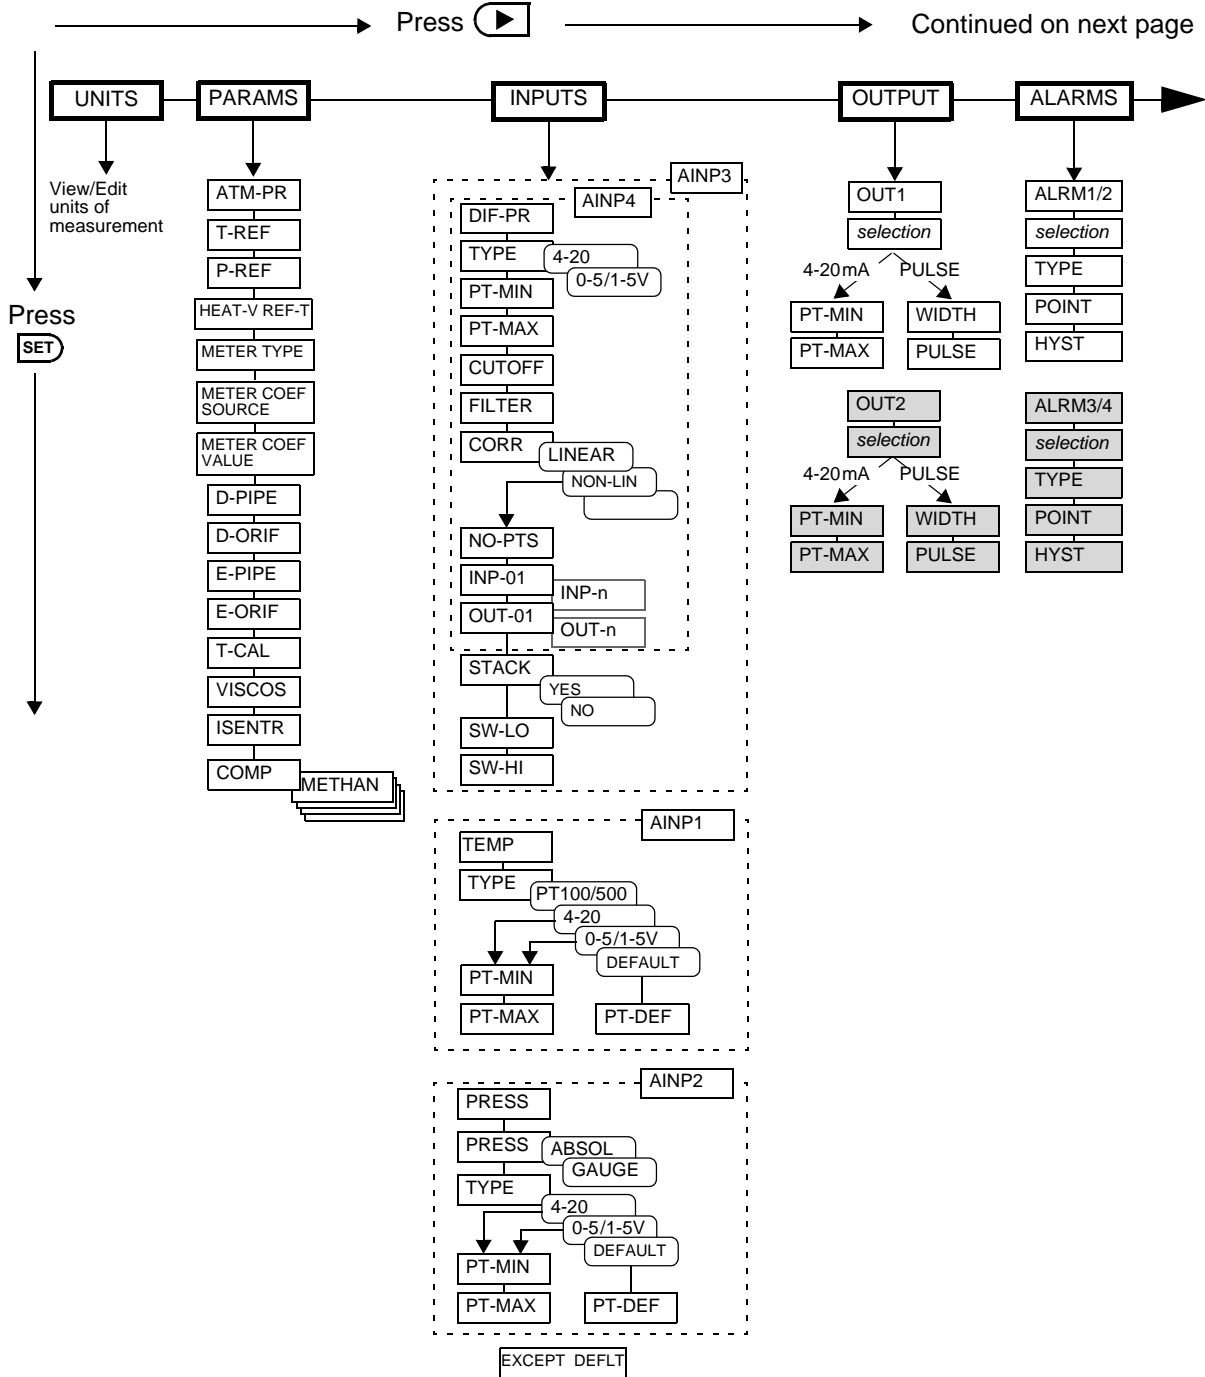 Press
Continued on next page
UNITS
PARAMS
INPUTS
OUTPUT
ALARMS
Press
SET
View/Edit
units of
measurement
ATM-PR
T-REF
P-REF
HEAT-V REF-T
METER TYPE
METER COEF
SOURCE
METER COEF
VALUE
D-PIPE
D-ORIF
E-PIPE
E-ORIF
T-CAL
VISCOS
ISENTR
COMP
METHAN
AINP3
AINP4
DIF-PR
TYPE
4-20
0-5/1-5V
PT-MIN
PT-MAX
CUTOFF
FILTER
CORR
LINEAR
NON-LIN
NO-PTS
INP-01
INP-n
OUT-01
OUT-n
STACK
YES
NO
SW-LO
SW-HI
AINP1
TEMP
TYPE
PT100/500
4-20
0-5/1-5V
DEFAULT
PT-MIN
PT-MAX
PT-DEF
AINP2
PRESS
PRESS
ABSOL
GAUGE
TYPE
4-20
0-5/1-5V
DEFAULT
PT-MIN
PT-MAX
PT-DEF
EXCEPT DEFLT
OUT1
selection
4-20mA
PULSE
PT-MIN
WIDTH
PT-MAX
PULSE
OUT2
selection
4-20mA
PULSE
PT-MIN
WIDTH
PT-MAX
PULSE
ALRM1/2
selection
TYPE
POINT
HYST
ALRM3/4
selection
TYPE
POINT
HYST